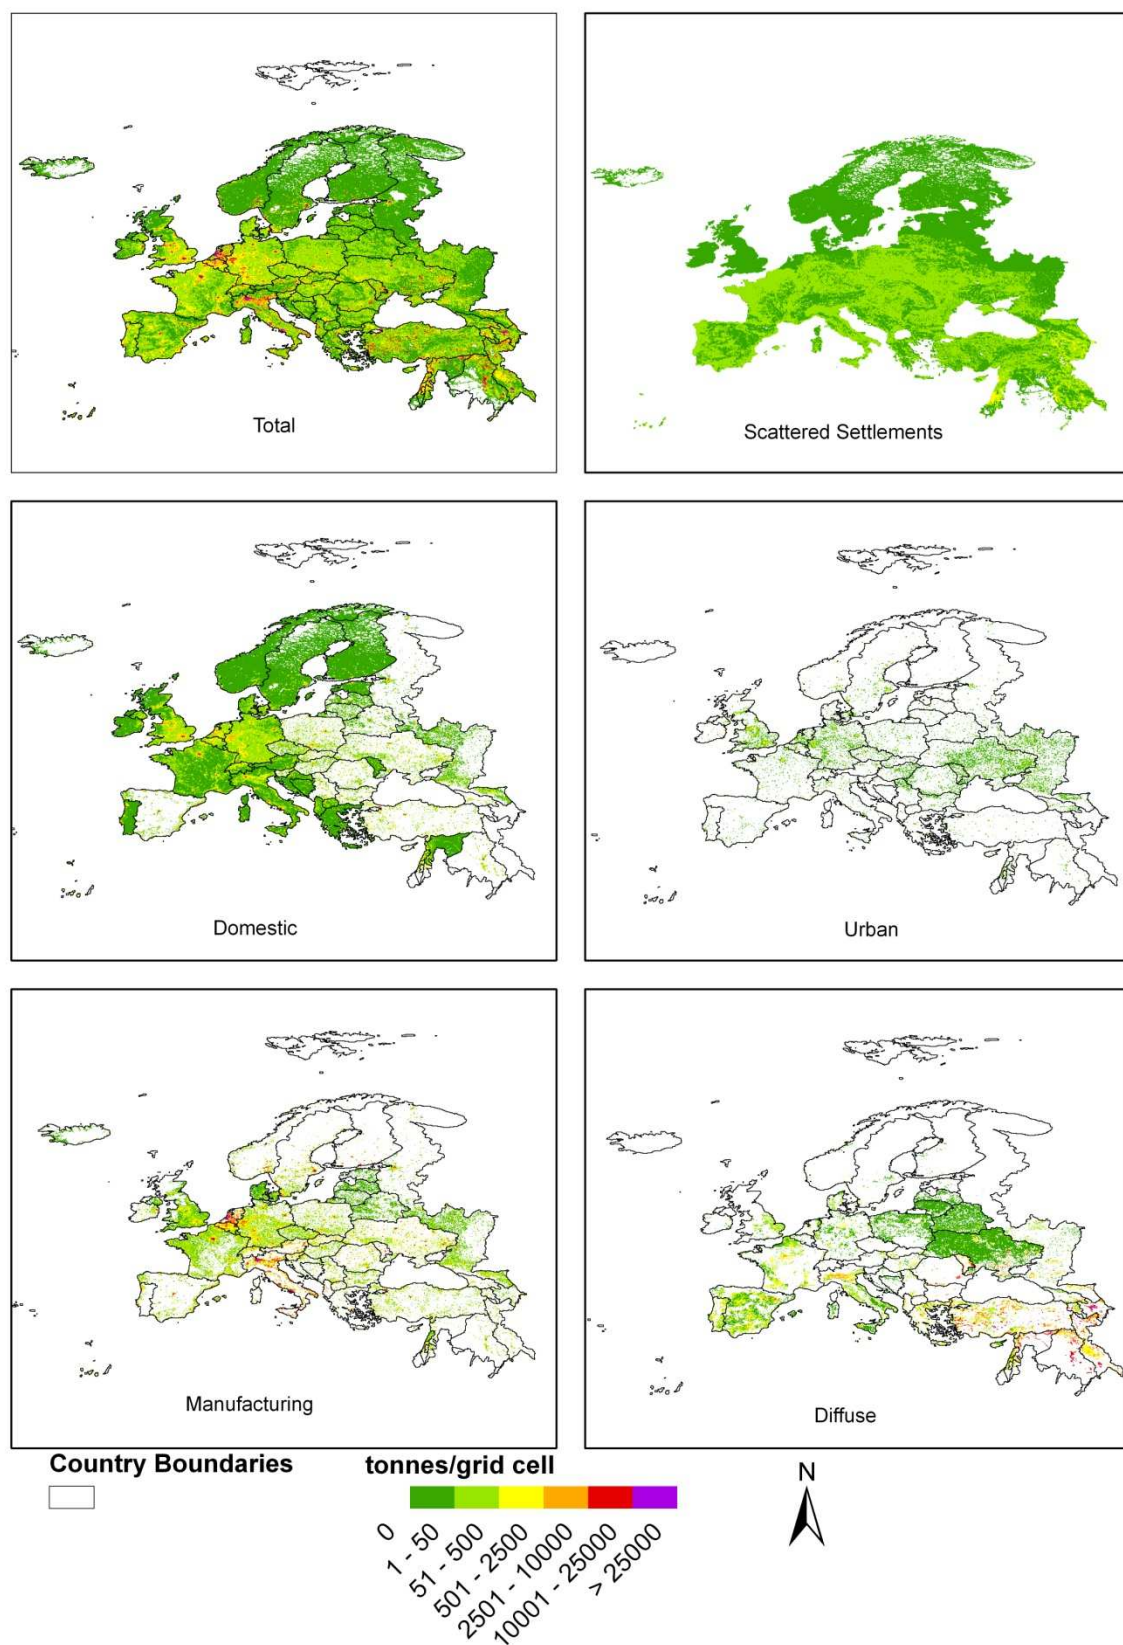 Total
Scattered Settlements
Domestic
Urban
Manufacturing
Diffuse
Country Boundaries
tonnes/grid cell
N
0
1 - 50
51 - 500
501 - 2500
2501 - 10000
10001 - 25000
> 25000